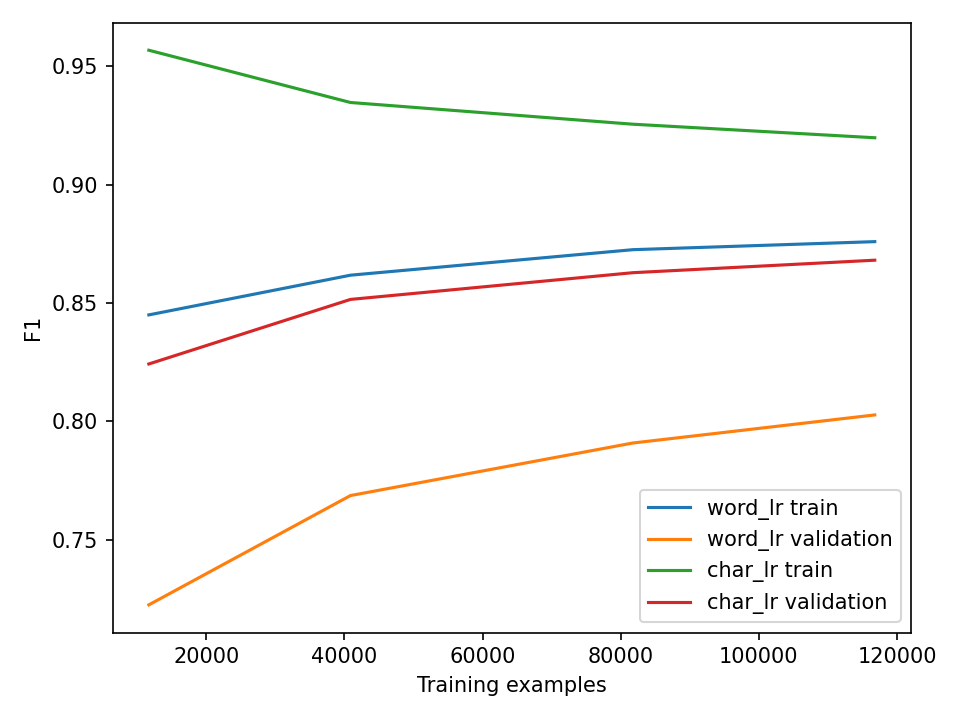 0.95
0.90
0.85
0.80
0.75
F1
20000 40000 60000 80000 100000 120000
Training examples
word_lr train
word_lr validation
char_lr train
char_lr validation